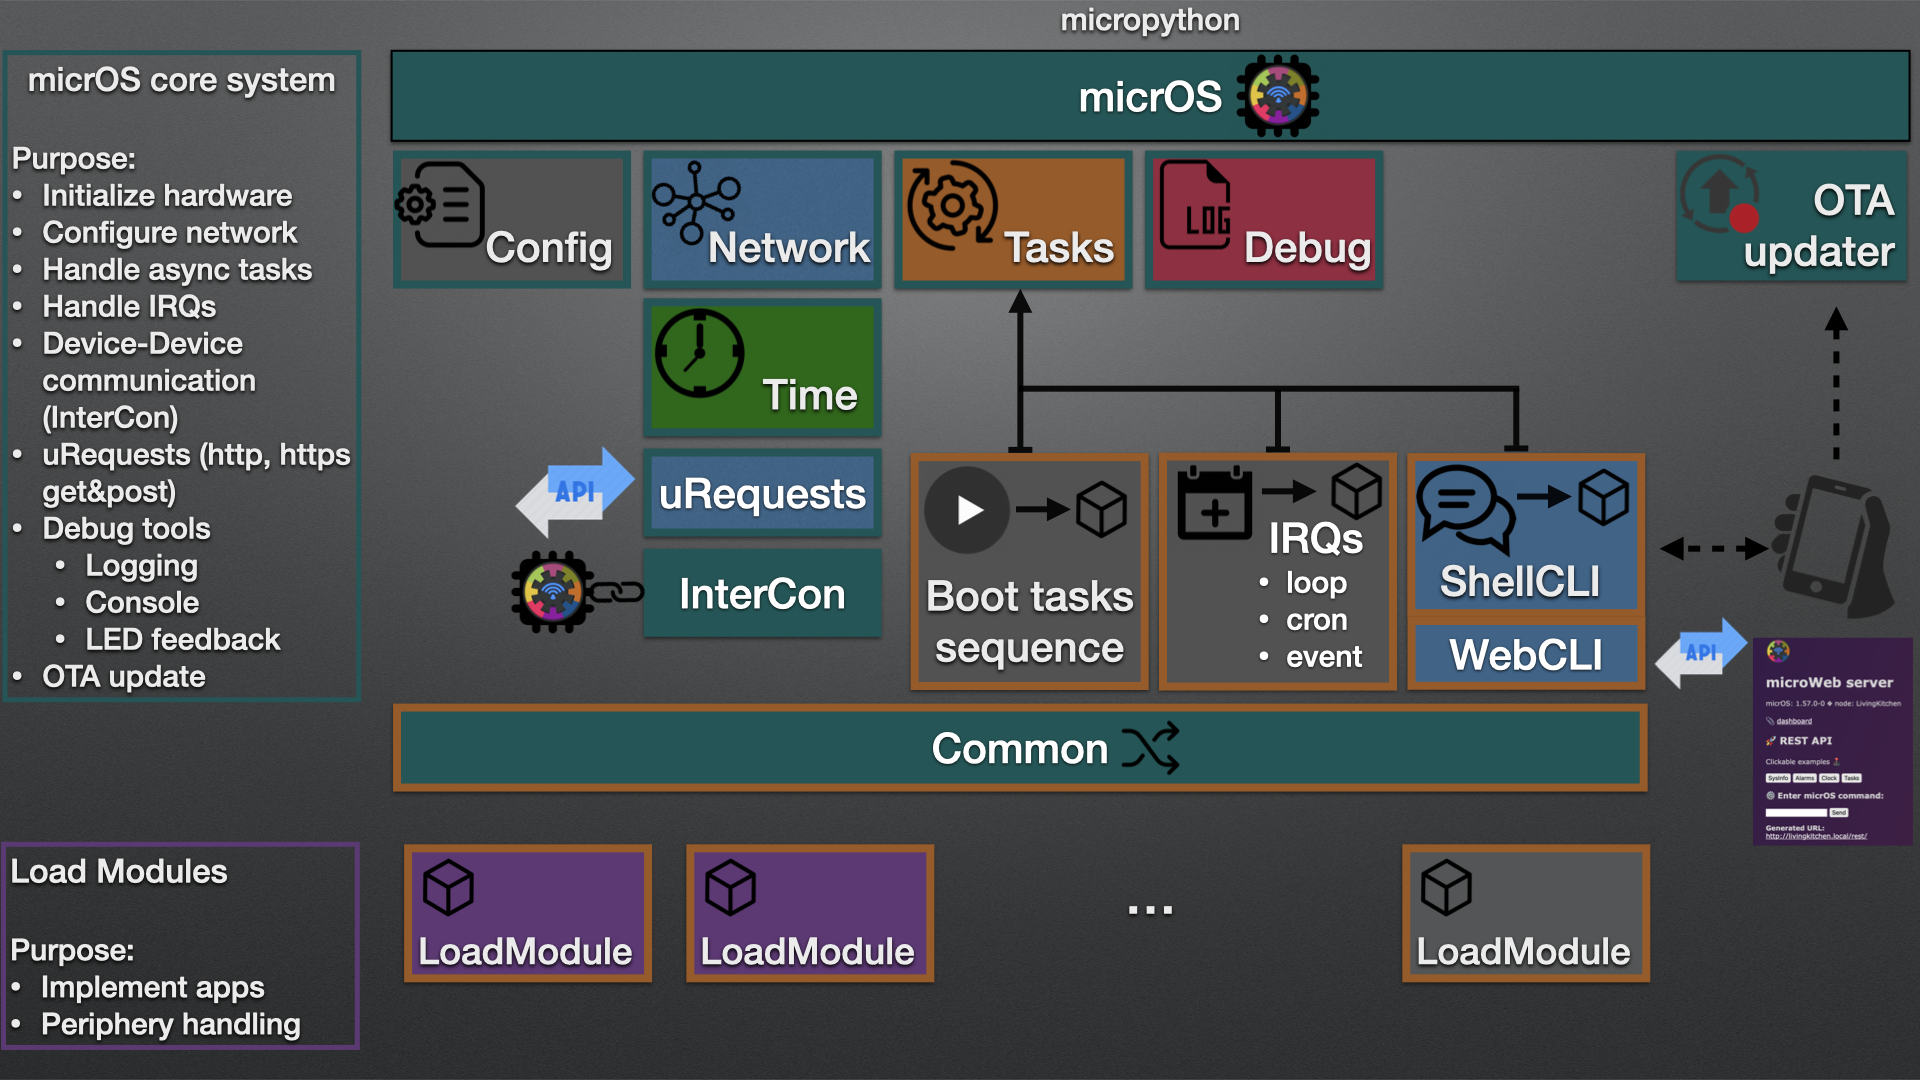 micropython
micrOS core system
Purpose:
• Initialize hardware
• Configure network
• Handle async tasks
• Handle IRQs
• Device-Device
communication
(InterCon)
• uRequests (http, https
get&post)
• Debug tools
• Logging
• Console
• LED feedback
• OTA update
micrOS
Config
Network
Tasks
LOG
Debug
OTA
updater
Time
API
uRequests
InterCon
Boot tasks
sequence
IRQs
• loop
• cron
• event
ShellCLI
WebCLI
API
microWeb server
micrOS: 1.57.0-0 ❖ node: LivingKitchen
dashboard
REST API
Clickable examples
SysInfo Alarms Clock Tasks
Enter micrOS command:
Send
Generated URL:
http://livingkitchen.local/rest/
Common
Load Modules
Purpose:
• Implement apps
• Periphery handling
LoadModule
LoadModule
...
LoadModule